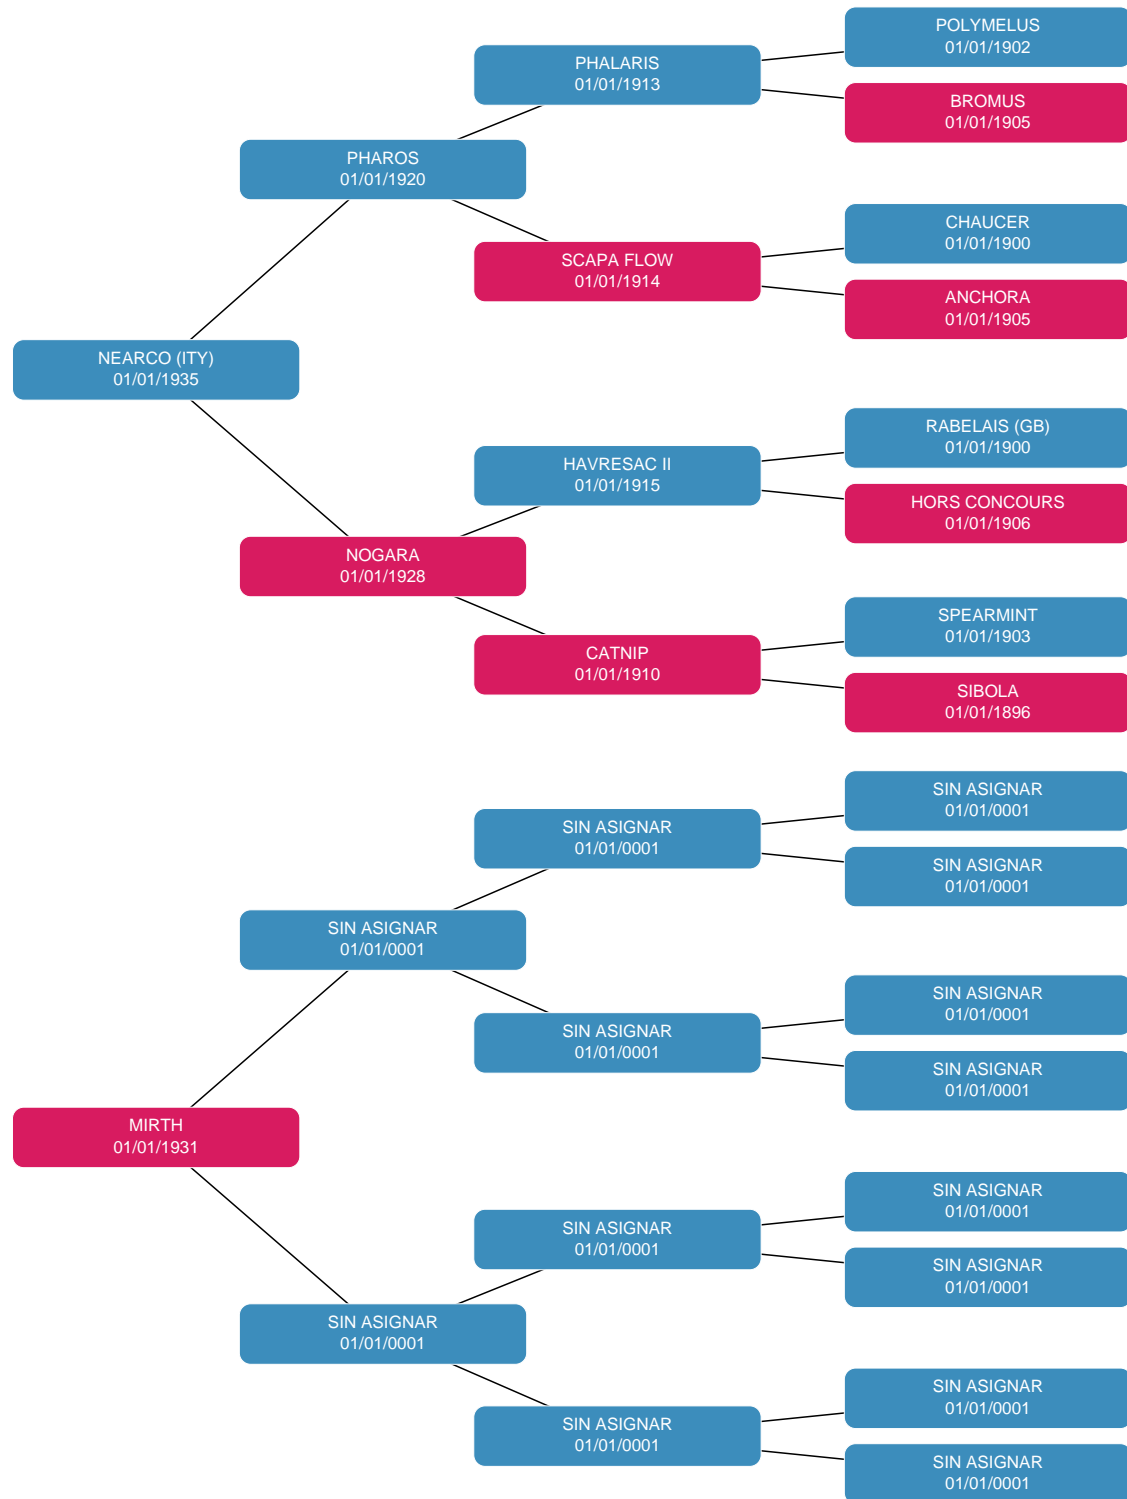 POLYMELUS
01/01/1902
PHALARIS
01/01/1913
BROMUS
01/01/1905
PHAROS
01/01/1920
CHAUCER
01/01/1900
SCAPA FLOW
01/01/1914
ANCHORA
01/01/1905
NEARCO (ITY)
01/01/1935
RABELAIS (GB)
01/01/1900
HAVRESAC II
01/01/1915
HORS CONCOURS
01/01/1906
NOGARA
01/01/1928
SPEARMINT
01/01/1903
CATNIP
01/01/1910
SIBOLA
01/01/1896
SIN ASIGNAR
01/01/0001
SIN ASIGNAR
01/01/0001
SIN ASIGNAR
01/01/0001
SIN ASIGNAR
01/01/0001
SIN ASIGNAR
01/01/0001
SIN ASIGNAR
01/01/0001
SIN ASIGNAR
01/01/0001
MIRTH
01/01/1931
SIN ASIGNAR
01/01/0001
SIN ASIGNAR
01/01/0001
SIN ASIGNAR
01/01/0001
SIN ASIGNAR
01/01/0001
SIN ASIGNAR
01/01/0001
SIN ASIGNAR
01/01/0001
SIN ASIGNAR
01/01/0001